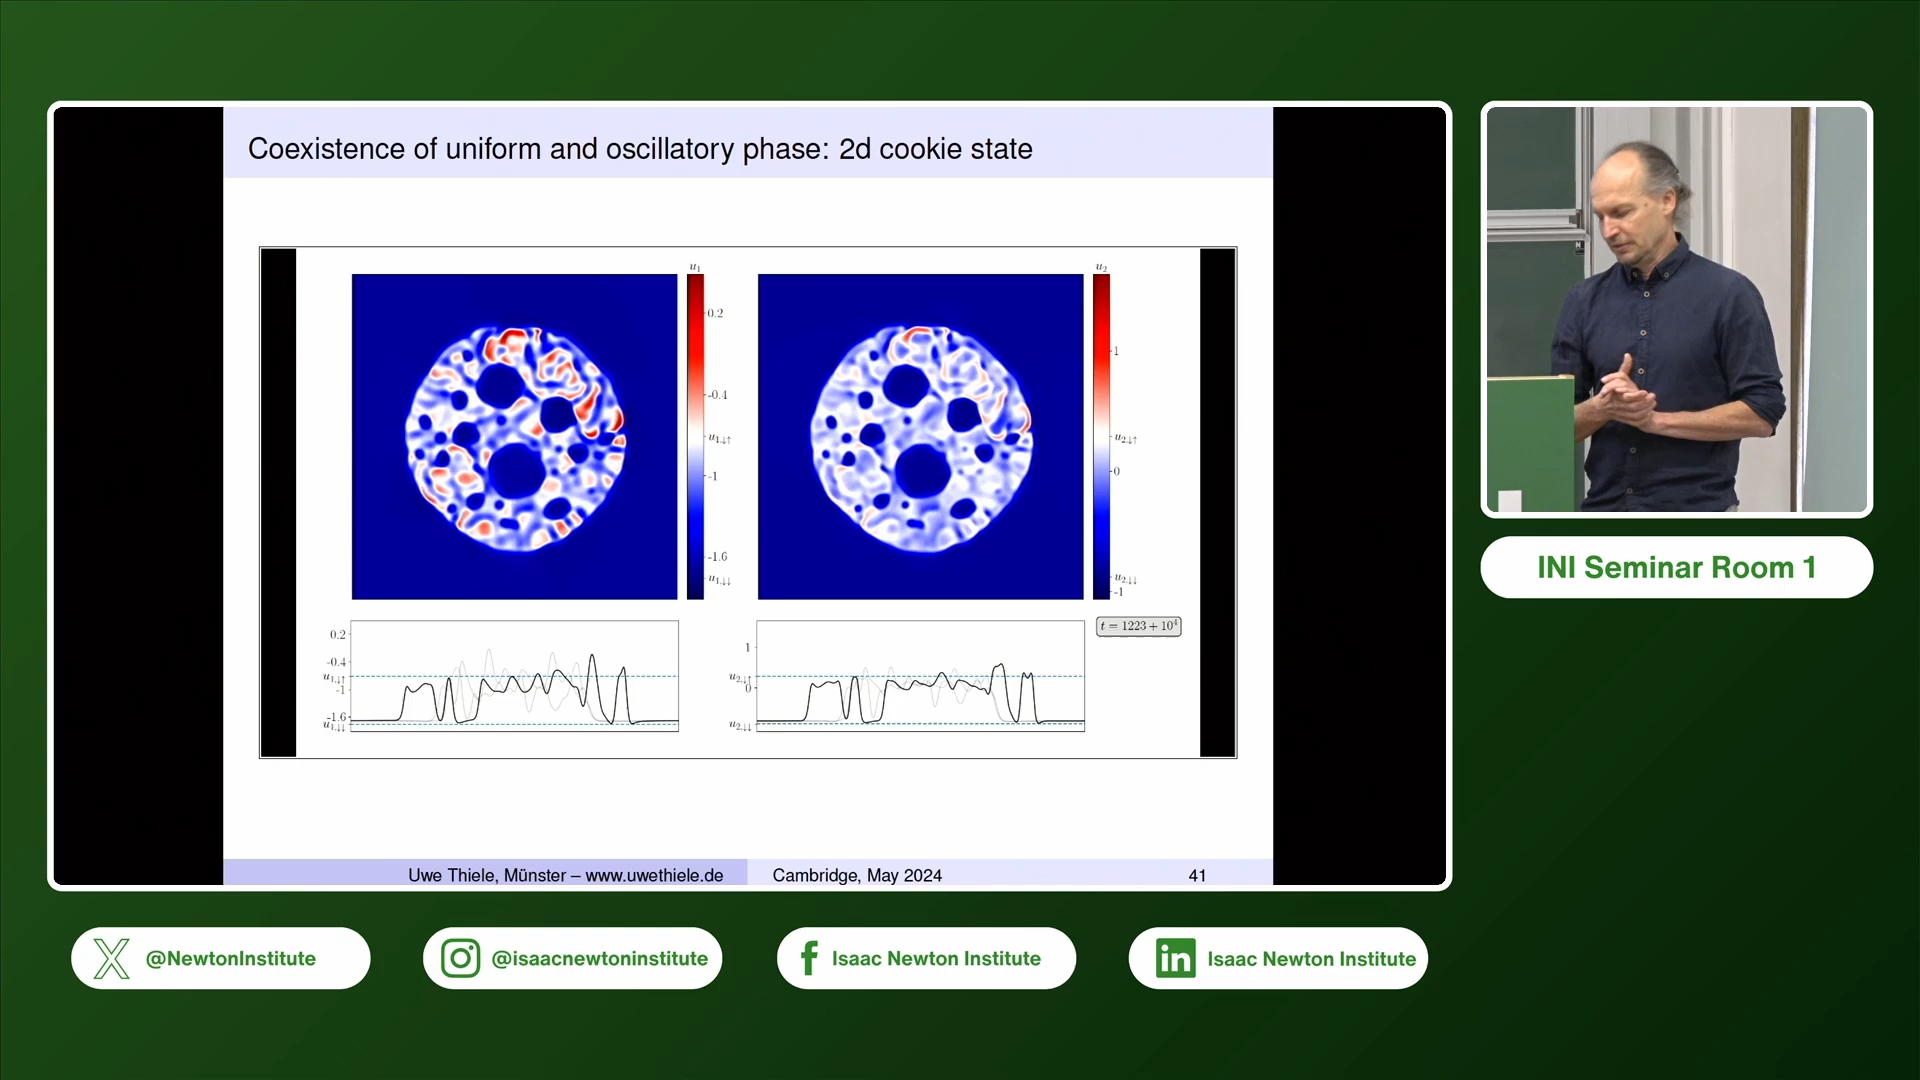 Coexistence of uniform and oscillatory phase: 2d cookie state
u₁
0.2
-0.4
u₁,↓↑
-1
-1.6
u₁,↓↓
u₂
1
u₂,↓↑
0
u₂,↓↓
-1
t = 1223 + 10⁴
0.2
-0.4
u₁,↓↑
-1
-1.6
u₁,↓↓
1
u₂,↓↑
0
u₂,↓↓
Uwe Thiele, Münster – www.uwethiele.de
Cambridge, May 2024
41
INI Seminar Room 1
@NewtonInstitute
@isaacnewtoninstitute
Isaac Newton Institute
Isaac Newton Institute